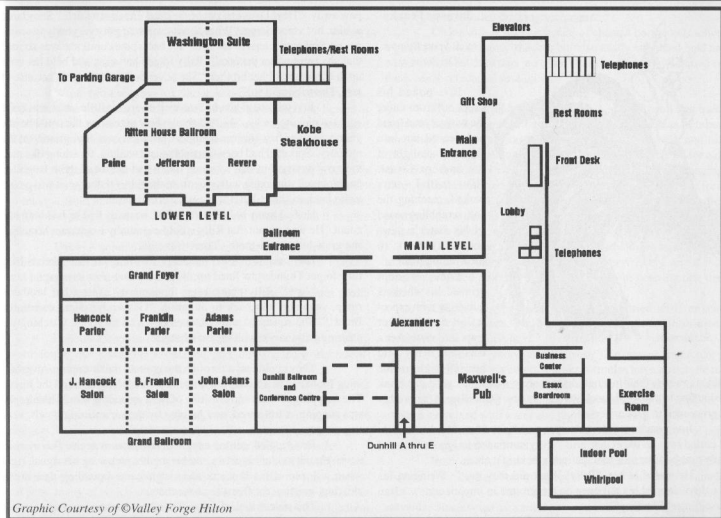 Washington Suite
Telephones/Rest Rooms
To Parking Garage
Ritten House Ballroom
Paine
Jefferson
Revere
Kobe
Steakhouse
LOWER LEVEL
Elevators
Telephones
Gift Shop
Rest Rooms
Main
Entrance
Front Desk
Lobby
Telephones
Ballroom
Entrance
MAIN LEVEL
Grand Foyer
Hancock
Parlor
Franklin
Parlor
Adams
Parlor
J. Hancock
Salon
B. Franklin
Salon
John Adams
Salon
Grand Ballroom
Alexander's
Dunhill Ballroom
and
Conference Centre
Dunhill A thru E
Maxwell's
Pub
Business
Center
Essex
Boardroom
Exercise
Room
Indoor Pool
Whirlpool
Graphic Courtesy of ©Valley Forge Hilton